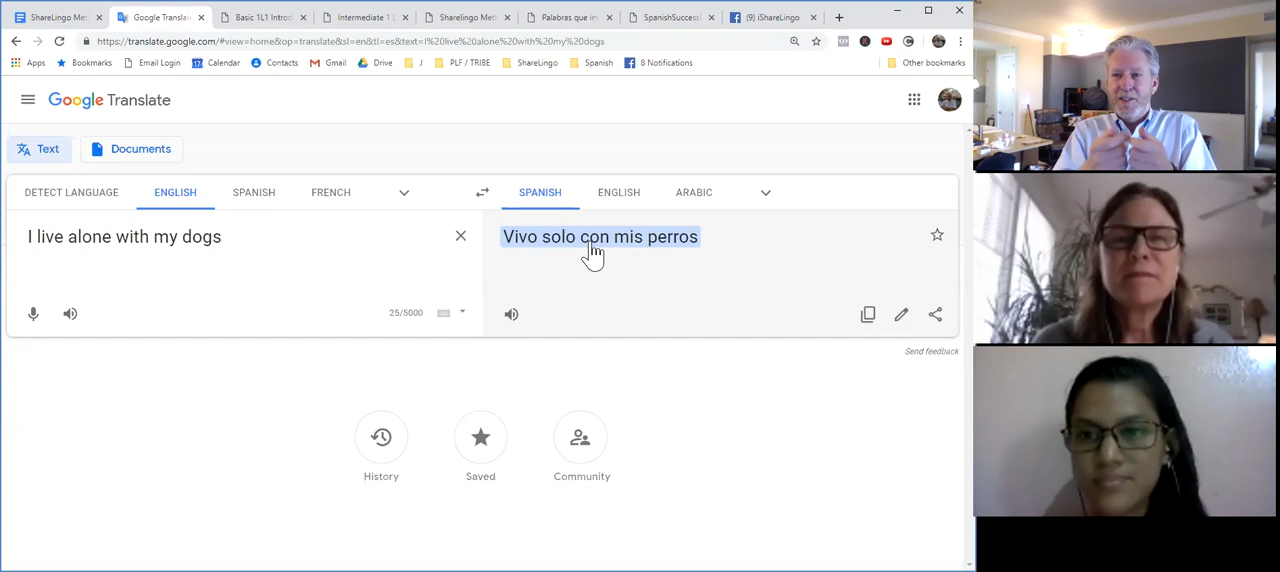 ShareLingo Me
Google Transla
Basic 1L1 Introd
Intermediate 1 L
Sharelingo Met
Palabras que im
SpanishSuccess
(9) iShareLingo
https://translate.google.com/#view=home&op=translate&sl=en&tl=es&text=I%20live%20alone%20with%20my%20dogs
Apps
Bookmarks
Email Login
Calendar
Contacts
Gmail
Drive
J
PLF / TRIBE
ShareLingo
Spanish
8 Notifications
Other bookmarks
Google Translate
Text
Documents
DETECT LANGUAGE
ENGLISH
SPANISH
FRENCH
SPANISH
ENGLISH
ARABIC
I live alone with my dogs
Vivo solo con mis perros
25/5000
Send feedback
History
Saved
Community